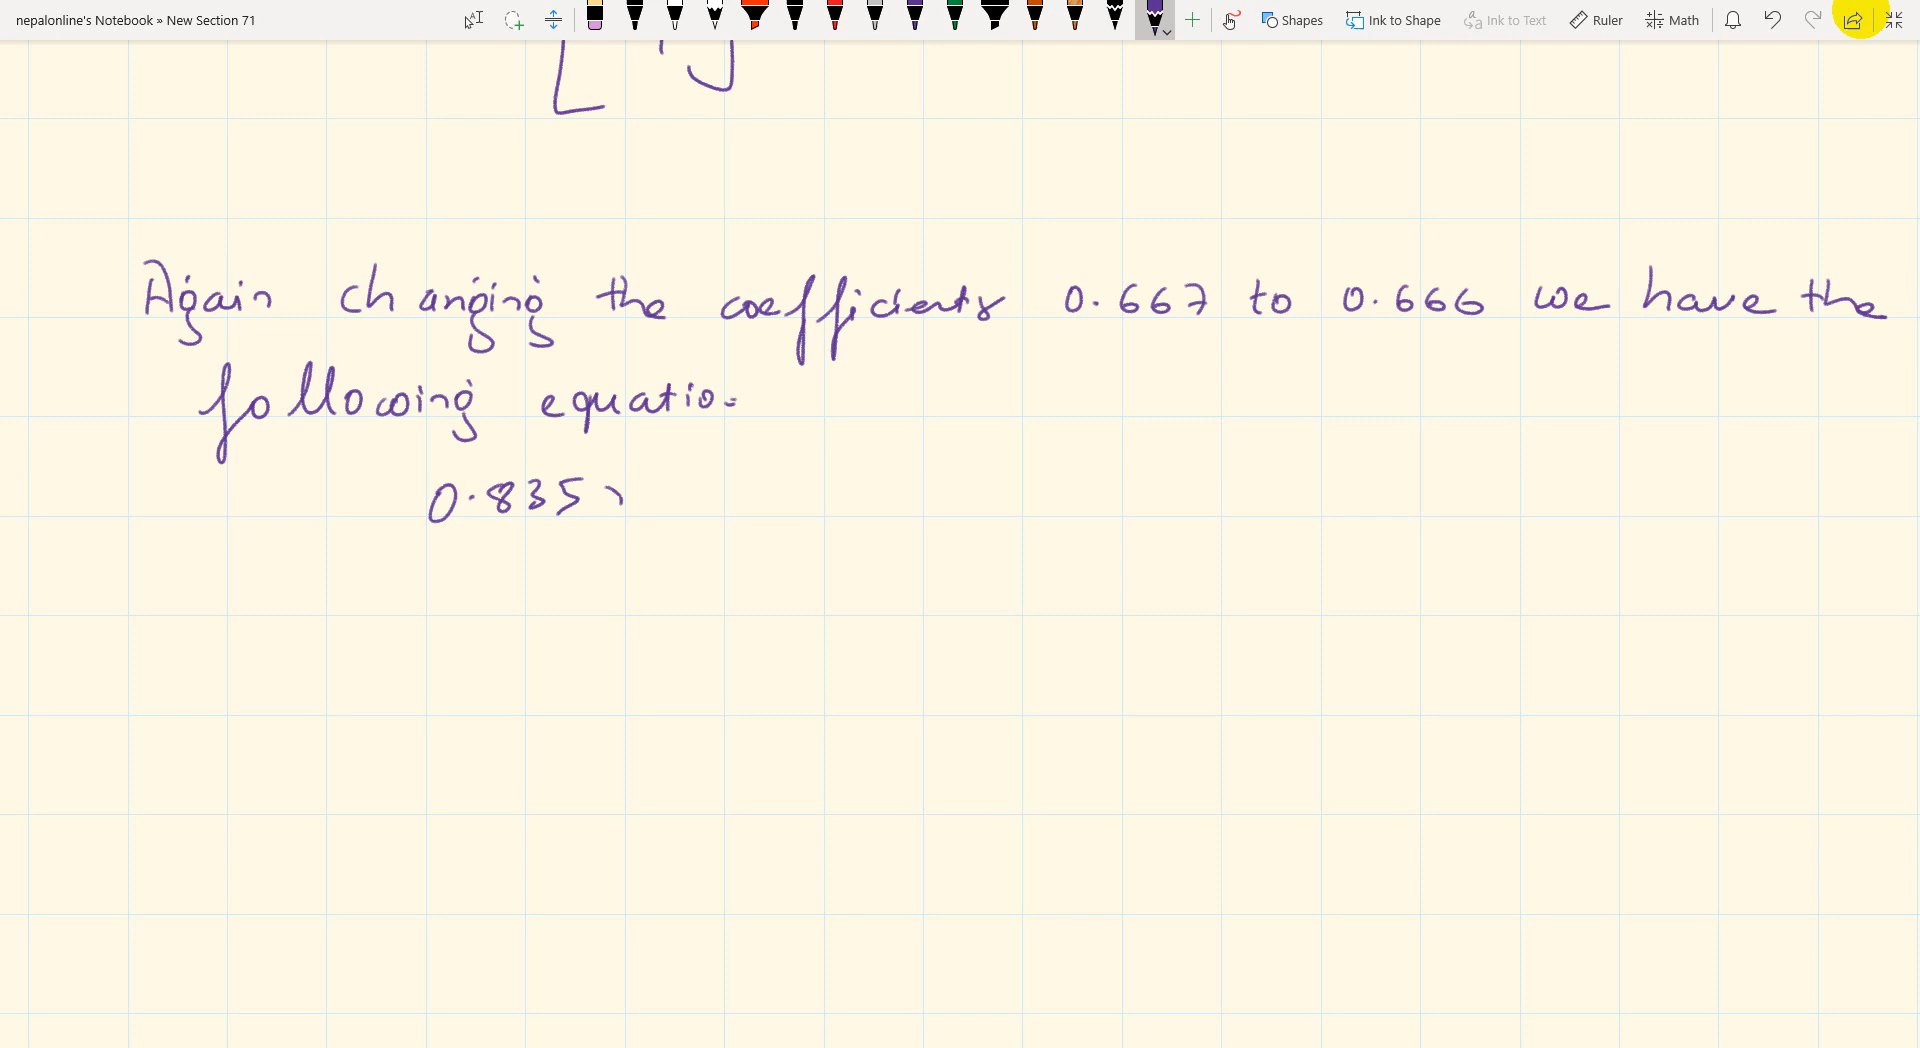 nepalonline's Notebook » New Section 71
Shapes
Ink to Shape
Ink to Text
Ruler
Math
Again changing the coefficients 0.667 to 0.666 we have the
following equation
0.835